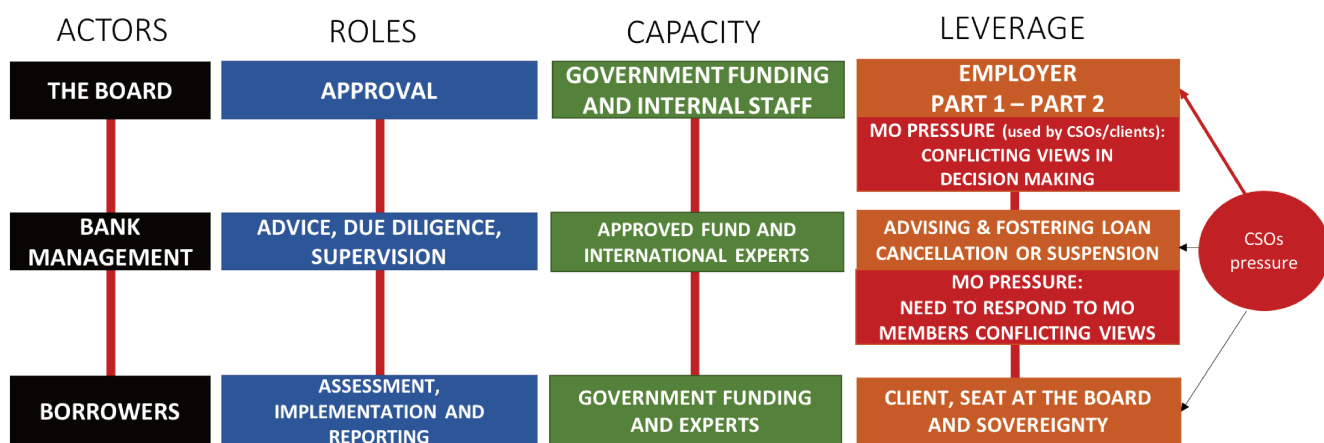 ACTORS
ROLES
CAPACITY
LEVERAGE
THE BOARD
APPROVAL
GOVERNMENT FUNDING
AND INTERNAL STAFF
EMPLOYER
PART 1 – PART 2
MO PRESSURE (used by CSOs/clients):
CONFLICTING VIEWS IN
DECISION MAKING
BANK
MANAGEMENT
ADVICE, DUE DILIGENCE,
SUPERVISION
APPROVED FUND AND
INTERNATIONAL EXPERTS
ADVISING & FOSTERING LOAN
CANCELLATION OR SUSPENSION
MO PRESSURE:
NEED TO RESPOND TO MO
MEMBERS CONFLICTING VIEWS
CSOs
pressure
BORROWERS
ASSESSMENT,
IMPLEMENTATION AND
REPORTING
GOVERNMENT FUNDING
AND EXPERTS
CLIENT, SEAT AT THE BOARD
AND SOVEREIGNTY